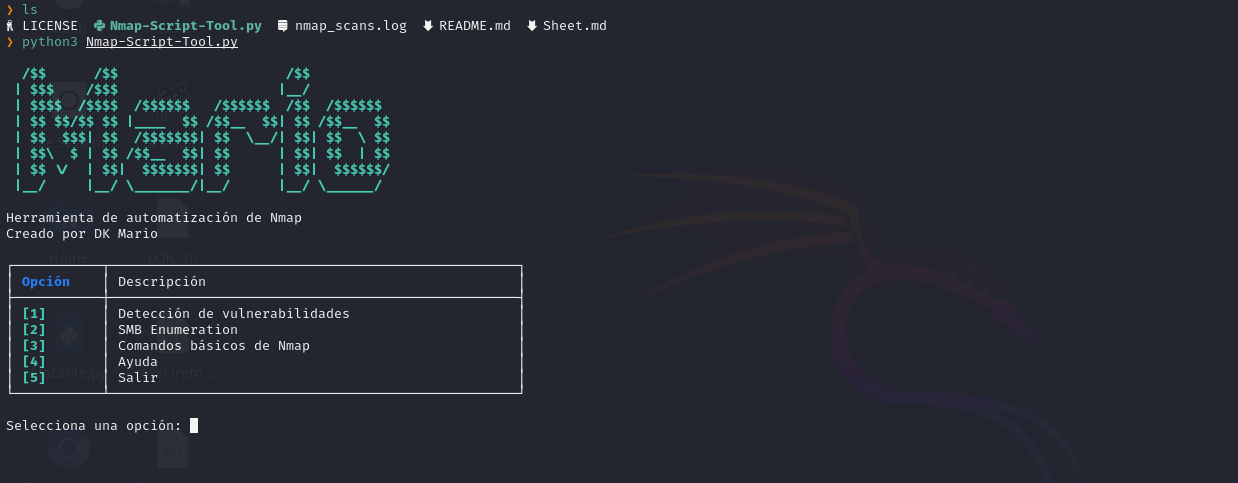 ❯ ls
LICENSE Nmap-Script-Tool.py nmap_scans.log README.md Sheet.md
❯ python3 Nmap-Script-Tool.py
  /$$      /$$                     /$$
 | $$$    /$$$                    |__/
 | $$$$  /$$$$  /$$$$$$   /$$$$$$  /$$  /$$$$$$
 | $$ $$/$$ $$ |____  $$ /$$__  $$| $$ /$$__  $$
 | $$  $$$| $$  /$$$$$$$| $$  \__/| $$| $$  \ $$
 | $$\  $ | $$ /$$__  $$| $$      | $$| $$  | $$
 | $$ \/  | $$|  $$$$$$$| $$      | $$|  $$$$$$/
 |__/     |__/ \_______/|__/      |__/ \______/
Herramienta de automatización de Nmap
Creado por DK Mario
Opción Descripción
[1] Detección de vulnerabilidades
[2] SMB Enumeration
[3] Comandos básicos de Nmap
[4] Ayuda
[5] Salir
Selecciona una opción:
Home
LOIC.sh